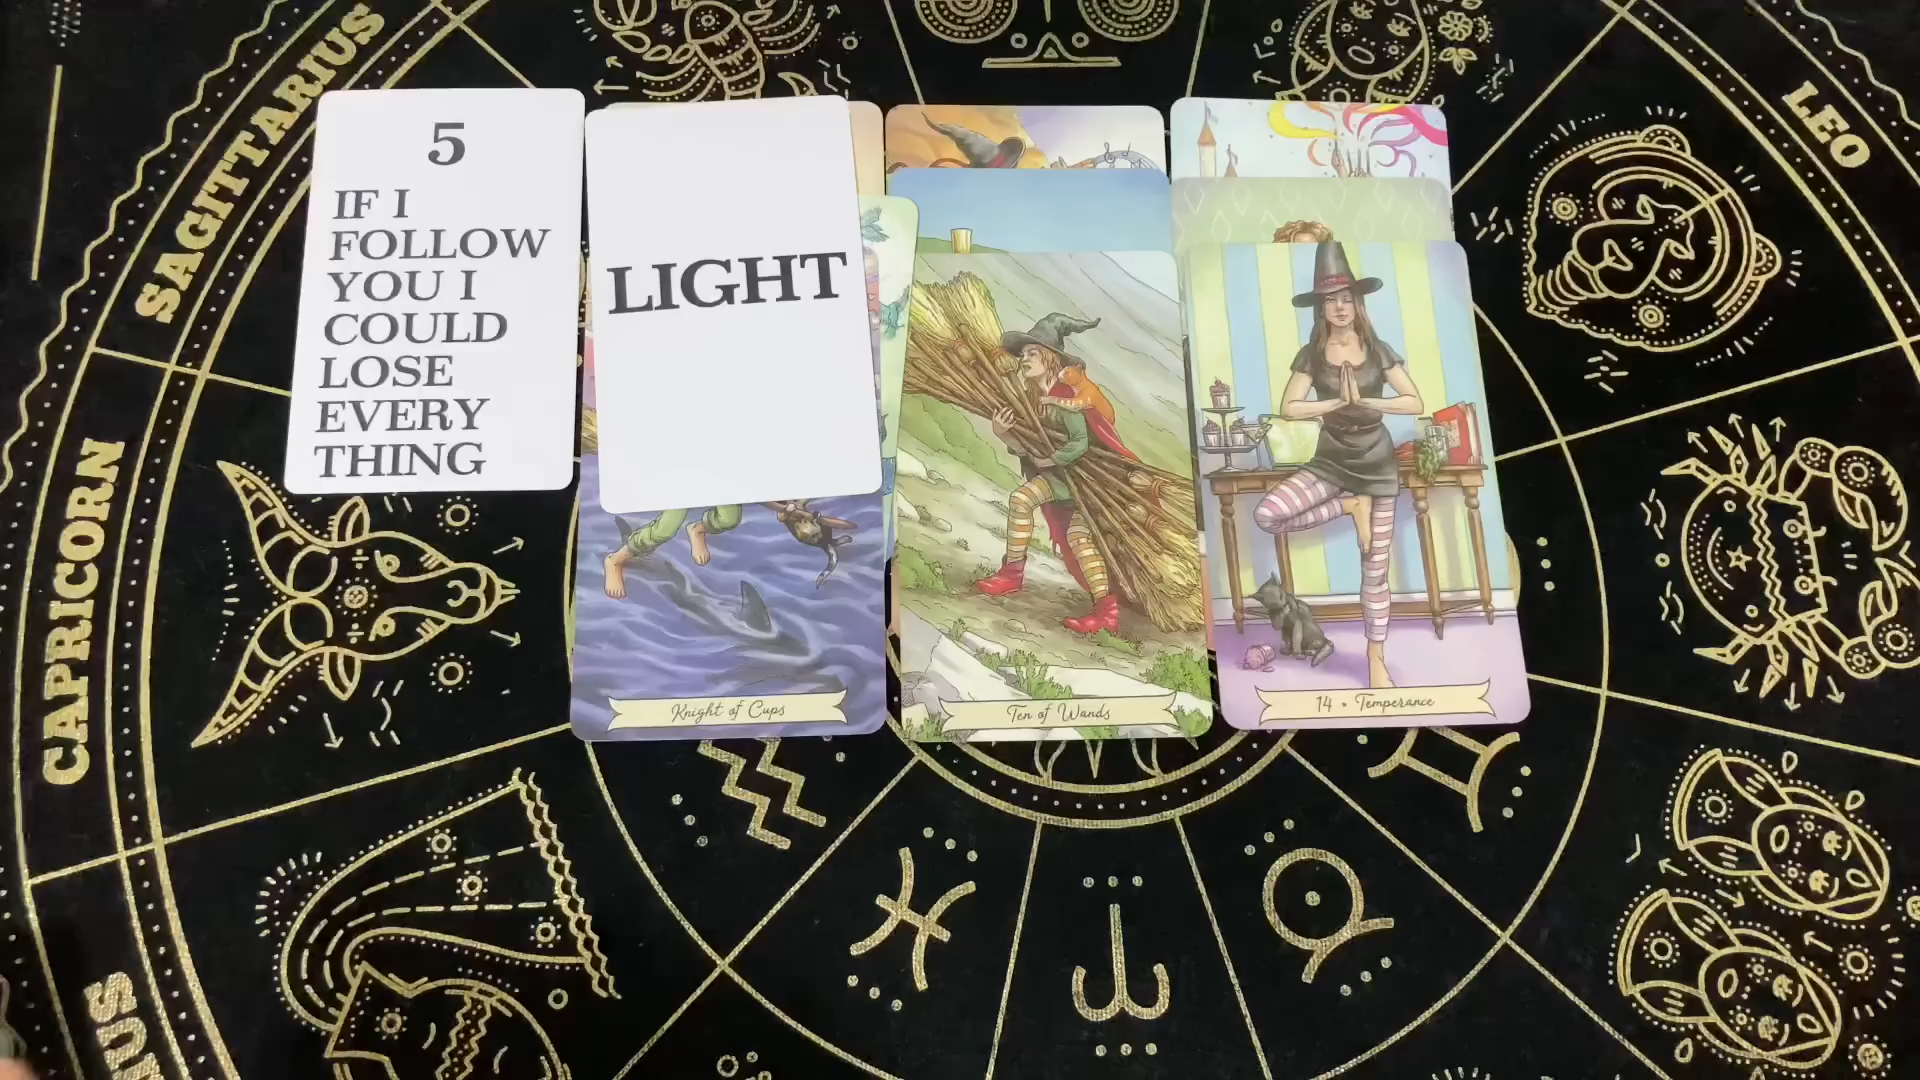 SAGITTARIUS
LEO
5
IF I
FOLLOW
YOU I
COULD
LOSE
EVERY
THING
LIGHT
CAPRICORN
Knight of Cups
Ten of Wands
14 • Temperance